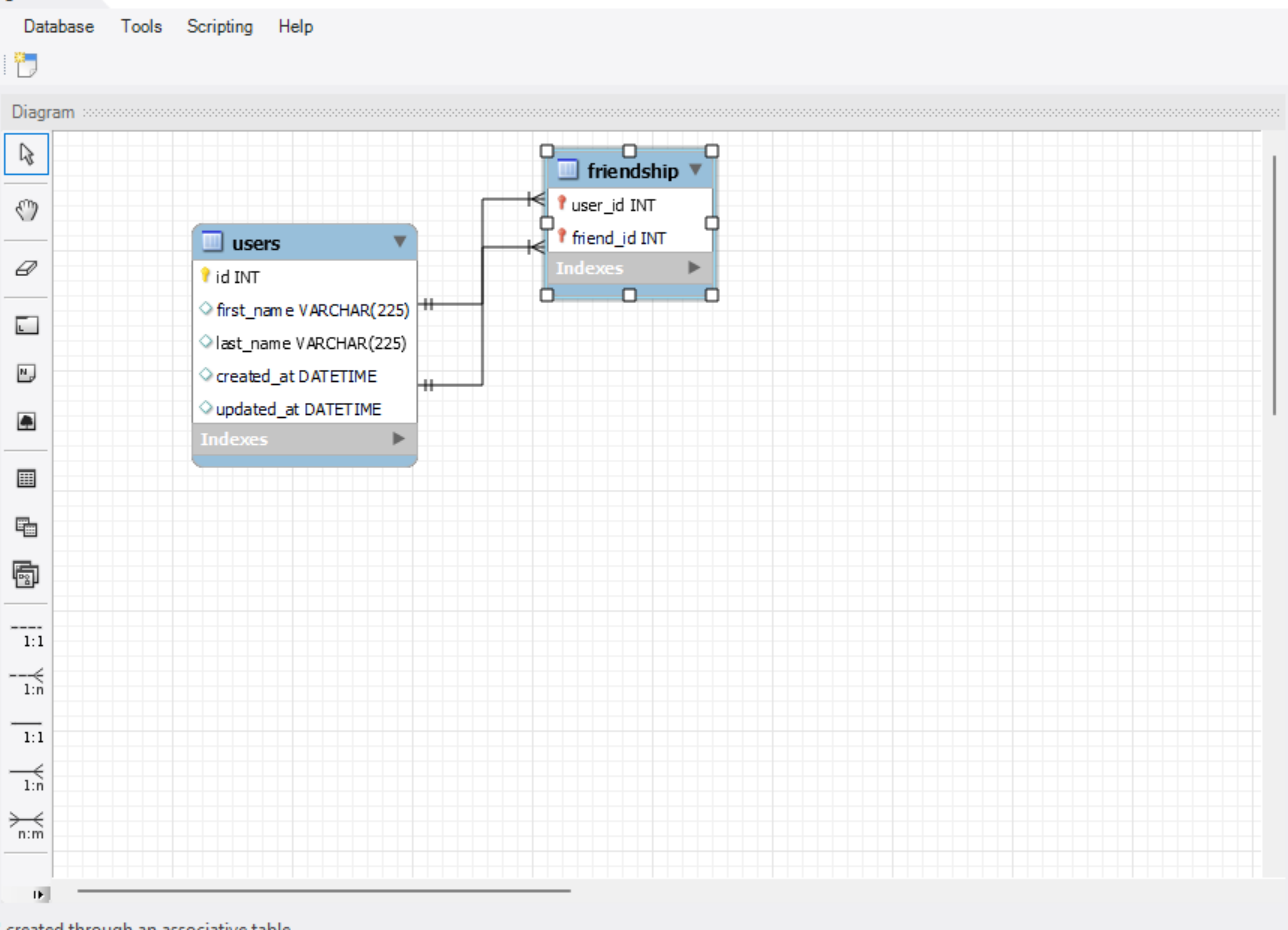 Database Tools Scripting Help
Diagram
friendship
user_id INT
friend_id INT
Indexes
users
id INT
first_name VARCHAR(225)
last_name VARCHAR(225)
created_at DATETIME
updated_at DATETIME
Indexes
1:1
1:n
1:1
1:n
n:m
created through an associative table